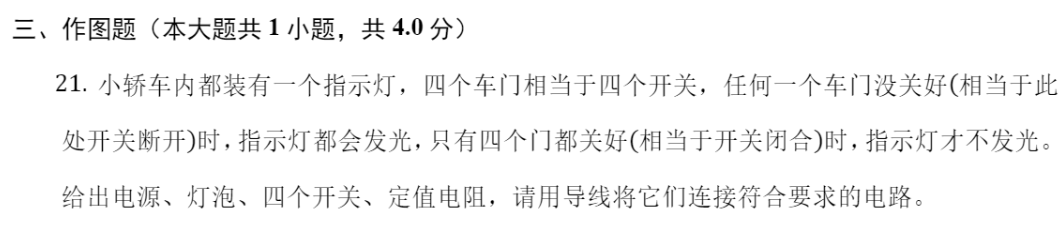 三、作图题（本大题共 1 小题，共 4.0 分）
21. 小轿车内都装有一个指示灯，四个车门相当于四个开关，任何一个车门没关好(相当于此
处开关断开)时，指示灯都会发光，只有四个门都关好(相当于开关闭合)时，指示灯才不发光。
给出电源、灯泡、四个开关、定值电阻，请用导线将它们连接符合要求的电路。